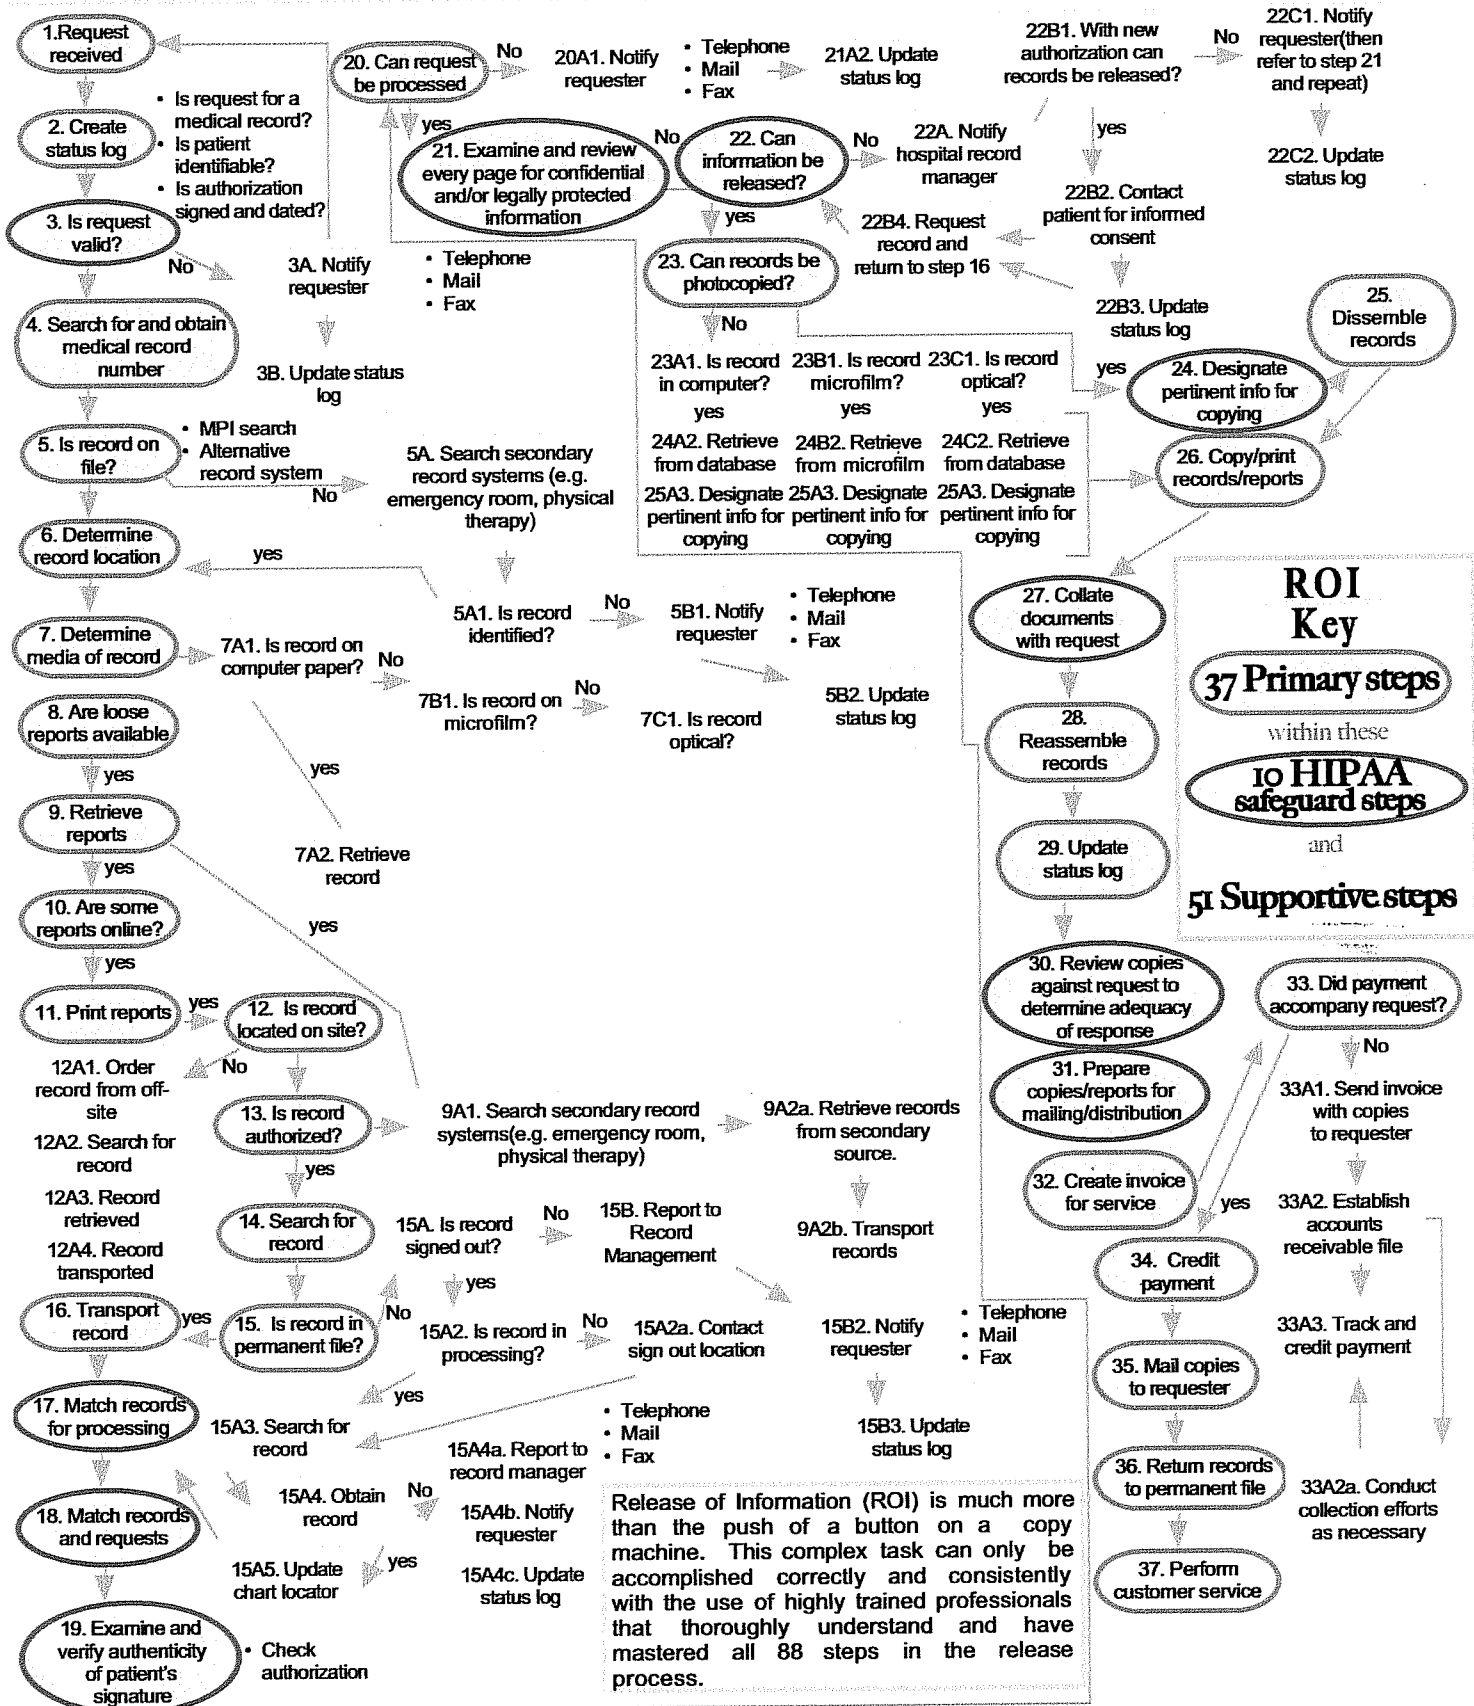 1.Request
received
2. Create
status log
• Is request for a
medical record?
• Is patient
identifiable?
• Is authorization
signed and dated?
3. Is request
valid?
No
3A. Notify
requester
• Telephone
• Mail
• Fax
3B. Update status
log
4. Search for and obtain
medical record
number
5. Is record on
file?
• MPI search
• Alternative
record system
No
5A. Search secondary
record systems (e.g.
emergency room, physical
therapy)
6. Determine
record location
yes
5A1. Is record
identified?
No
5B1. Notify
requester
• Telephone
• Mail
• Fax
5B2. Update
status log
7. Determine
media of record
7A1. Is record on
computer paper?
No
7B1. Is record on
microfilm?
No
7C1. Is record
optical?
yes
7A2. Retrieve
record
8. Are loose
reports available
yes
9. Retrieve
reports
yes
yes
10. Are some
reports online?
yes
11. Print reports
yes
12. Is record
located on site?
No
12A1. Order
record from off-
site
12A2. Search for
record
12A3. Record
retrieved
12A4. Record
transported
13. Is record
authorized?
yes
9A1. Search secondary record
systems(e.g. emergency room,
physical therapy)
9A2a. Retrieve records
from secondary
source.
9A2b. Transport
records
14. Search for
record
15. Is record in
permanent file?
yes
No
15A. Is record
signed out?
No
15B. Report to
Record
Management
yes
15A2. Is record in
processing?
No
15A2a. Contact
sign out location
15B2. Notify
requester
• Telephone
• Mail
• Fax
15B3. Update
status log
yes
15A3. Search for
record
• Telephone
• Mail
• Fax
15A4. Obtain
record
No
15A4a. Report to
record manager
15A4b. Notify
requester
15A4c. Update
status log
yes
15A5. Update
chart locator
16. Transport
record
17. Match records
for processing
18. Match records
and requests
19. Examine and
verify authenticity
of patient's
signature
• Check
authorization
20. Can request
be processed
No
20A1. Notify
requester
• Telephone
• Mail
• Fax
21A2. Update
status log
yes
21. Examine and review
every page for confidential
and/or legally protected
information
No
22. Can
information be
released?
No
22A. Notify
hospital record
manager
22B1. With new
authorization can
records be released?
No
22C1. Notify
requester(then
refer to step 21
and repeat)
22C2. Update
status log
yes
22B2. Contact
patient for informed
consent
22B3. Update
status log
22B4. Request
record and
return to step 16
yes
23. Can records be
photocopied?
No
23A1. Is record
in computer?
yes
24A2. Retrieve
from database
25A3. Designate
pertinent info for
copying
23B1. Is record
microfilm?
yes
24B2. Retrieve
from microfilm
25A3. Designate
pertinent info for
copying
23C1. Is record
optical?
yes
24C2. Retrieve
from database
25A3. Designate
pertinent info for
copying
yes
24. Designate
pertinent info for
copying
25.
Dissemble
records
26. Copy/print
records/reports
27. Collate
documents
with request
28.
Reassemble
records
29. Update
status log
30. Review copies
against request to
determine adequacy
of response
31. Prepare
copies/reports for
mailing/distribution
32. Create invoice
for service
33. Did payment
accompany request?
No
33A1. Send invoice
with copies
to requester
33A2. Establish
accounts
receivable file
33A3. Track and
credit payment
33A2a. Conduct
collection efforts
as necessary
yes
34. Credit
payment
35. Mail copies
to requester
36. Return records
to permanent file
37. Perform
customer service
ROI
Key
37 Primary steps
within these
10 HIPAA
safeguard steps
and
51 Supportive steps
Release of Information (ROI) is much more
than the push of a button on a copy
machine. This complex task can only be
accomplished correctly and consistently
with the use of highly trained professionals
that thoroughly understand and have
mastered all 88 steps in the release
process.